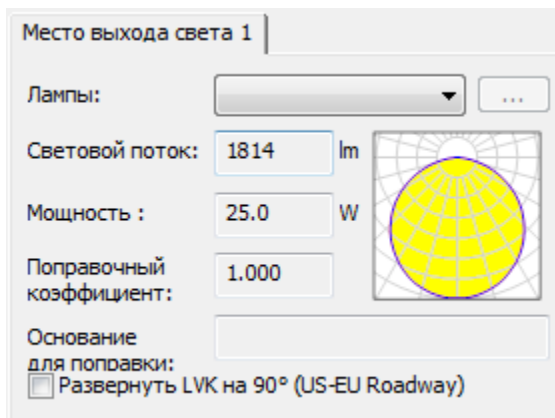 Место выхода света 1
Лампы:
...
Световой поток: 1814 lm
Мощность : 25.0 W
Поправочный
коэффициент: 1.000
Основание
для поправки:
Развернуть LVK на 90° (US-EU Roadway)